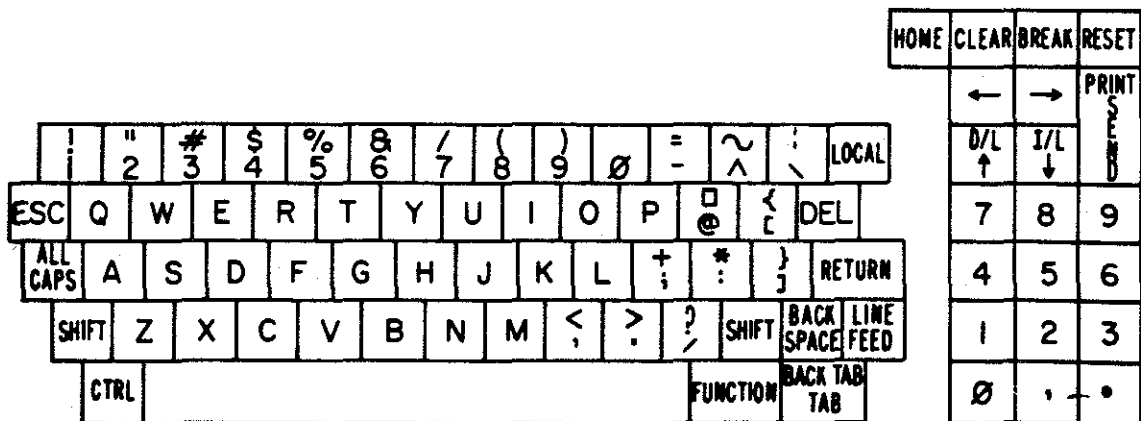 HOME CLEAR BREAK RESET
← → PRINT SEND
! " # $ % & / ( ) = ~ ¦ LOCAL
1 2 3 4 5 6 7 8 9 Ø - ^ \
D/L I/L
↑ ↓
ESC Q W E R T Y U I O P □ @ { [ DEL
7 8 9
ALL CAPS A S D F G H J K L + ; * : } ] RETURN
4 5 6
SHIFT Z X C V B N M < , > . ? / SHIFT BACK SPACE LINE FEED
1 2 3
CTRL FUNCTION BACK TAB TAB
Ø , - .